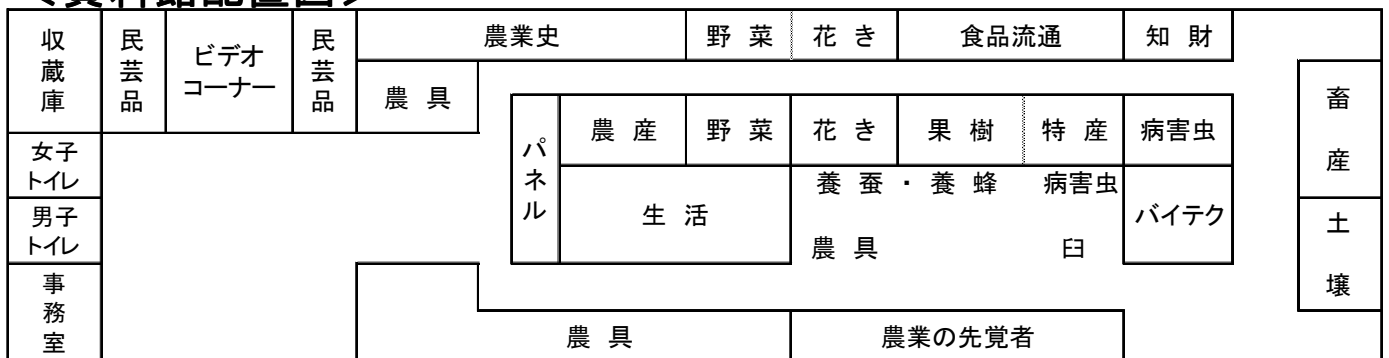 <資料館配置図>
収蔵庫
民芸品
ビデオ
コーナー
民芸品
農業史
野 菜
花 き
食品流通
知 財
農 具
畜産
パネル
農 産
野 菜
花 き
果 樹
特 産
病害虫
女子
トイレ
養 蚕 ・ 養 蜂
病害虫
生 活
バイテク
男子
トイレ
土壌
農 具
臼
事務室
農 具
農業の先覚者